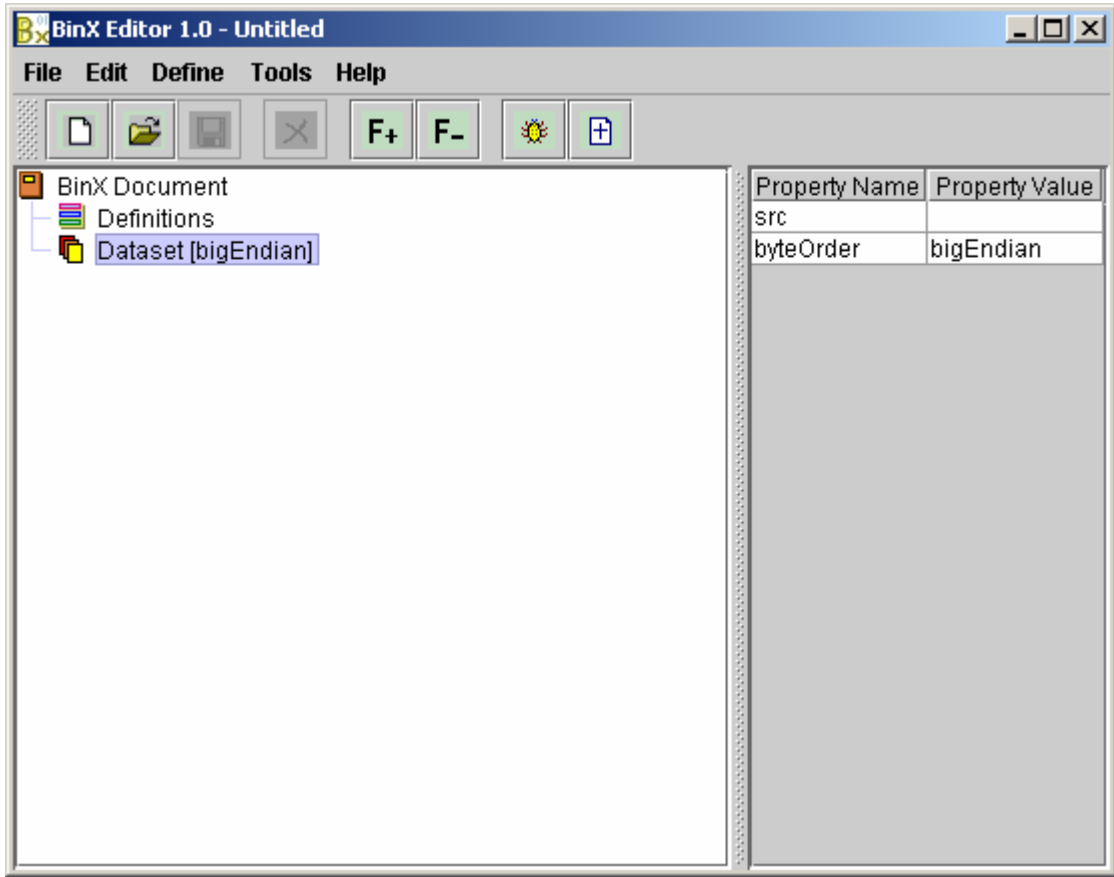 BinX Editor 1.0 - Untitled
File Edit Define Tools Help
F+ F-
BinX Document
Definitions
Dataset [bigEndian]
Property Name Property Value
src
byteOrder bigEndian